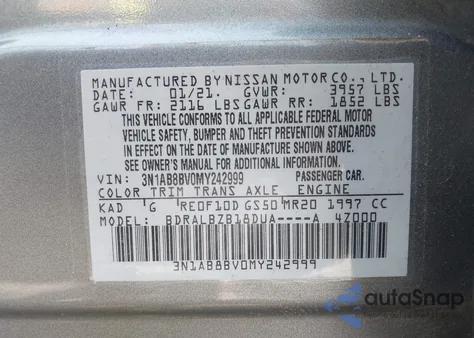 MANUFACTURED BY NISSAN MOTOR CO., LTD.
DATE: 01/21. GVWR: 3957 LBS
GAWR FR: 2116 LBS GAWR RR: 1852 LBS
THIS VEHICLE CONFORMS TO ALL APPLICABLE FEDERAL MOTOR
VEHICLE SAFETY, BUMPER AND THEFT PREVENTION STANDARDS
IN EFFECT ON THE DATE OF MANUFACTURE SHOWN ABOVE.
SEE OWNER'S MANUAL FOR ADDITIONAL INFORMATION.
VIN: 3N1AB8BV0MY242999 PASSENGER CAR.
COLOR TRIM TRANS AXLE ENGINE
KAD G RE0F10D GS50 MR20 1997 CC
MODEL: BDRALBZB18DUA----A 4Z000
3N1AB8BV0MY242999
autaSnap